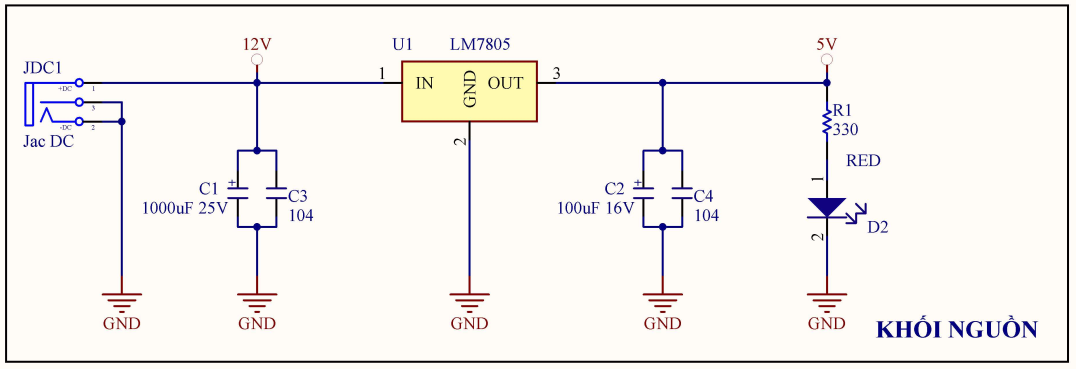 12V
U1 LM7805
5V
JDC1
+DC 1
3
-DC 2
Jac DC
1 IN GND OUT 3
2
R1
330
RED
1
2
D2
+
C1
1000uF 25V
C3
104
+
C2
100uF 16V
C4
104
GND
GND
GND
GND
GND
KHỐI NGUỒN